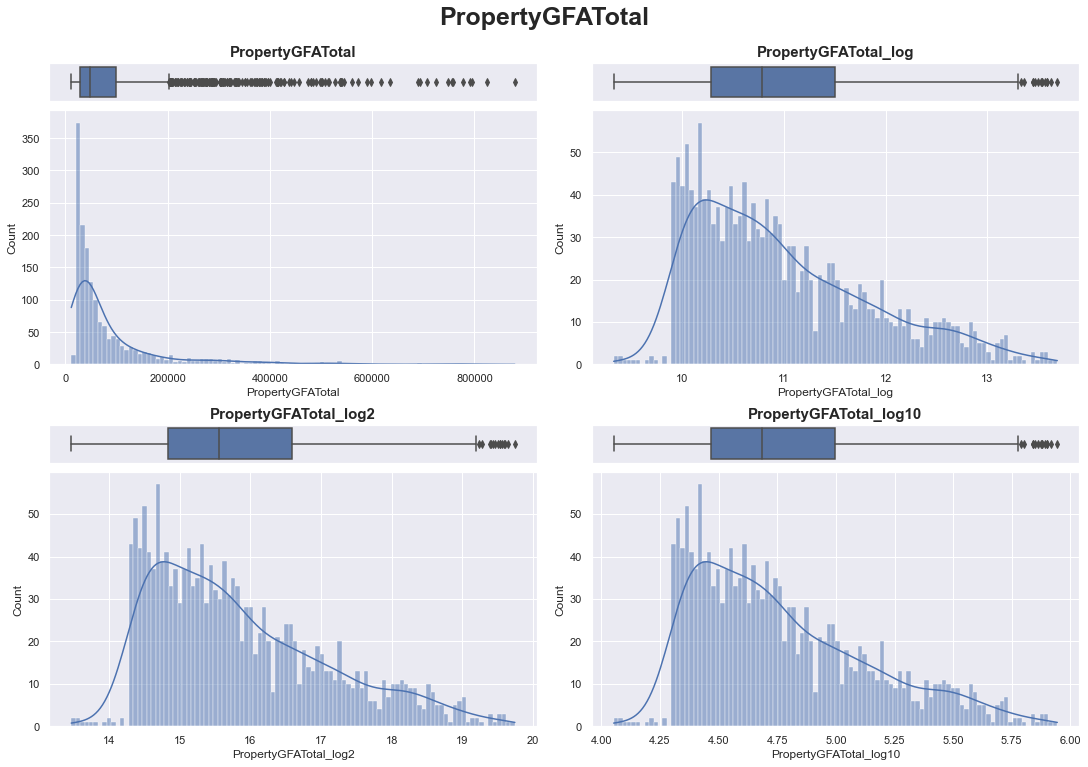 PropertyGFATotal
PropertyGFATotal
PropertyGFATotal_log
350
300
250
200
150
100
50
0
Count
0 200000 400000 600000 800000
PropertyGFATotal
50
40
30
20
10
0
Count
10 11 12 13
PropertyGFATotal_log
PropertyGFATotal_log2
PropertyGFATotal_log10
50
40
30
20
10
0
Count
14 15 16 17 18 19 20
PropertyGFATotal_log2
50
40
30
20
10
0
Count
4.00 4.25 4.50 4.75 5.00 5.25 5.50 5.75 6.00
PropertyGFATotal_log10